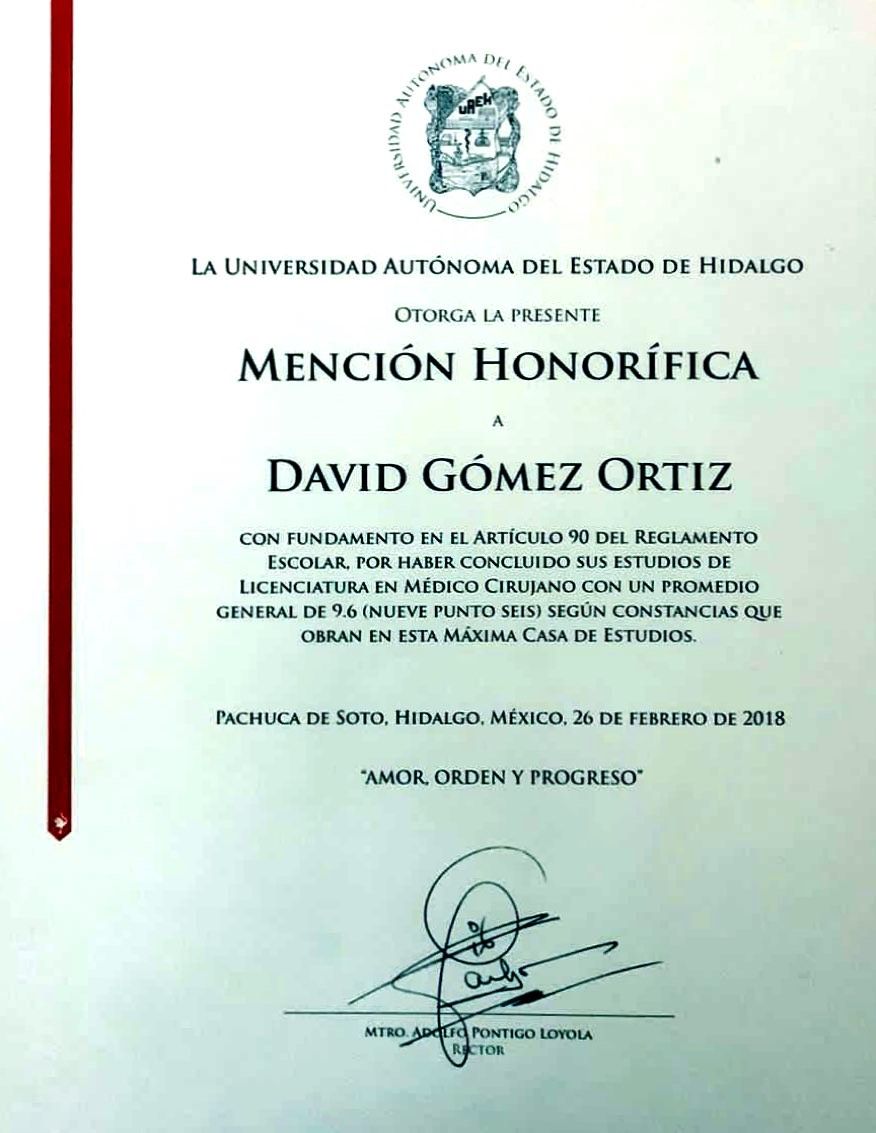 UNIVERSIDAD AUTÓNOMA DEL ESTADO DE HIDALGO
UAEH
LA UNIVERSIDAD AUTÓNOMA DEL ESTADO DE HIDALGO
OTORGA LA PRESENTE
MENCIÓN HONORÍFICA
A
DAVID GÓMEZ ORTIZ
CON FUNDAMENTO EN EL ARTÍCULO 90 DEL REGLAMENTO
ESCOLAR, POR HABER CONCLUIDO SUS ESTUDIOS DE
LICENCIATURA EN MÉDICO CIRUJANO CON UN PROMEDIO
GENERAL DE 9.6 (NUEVE PUNTO SEIS) SEGÚN CONSTANCIAS QUE
OBRAN EN ESTA MÁXIMA CASA DE ESTUDIOS.
PACHUCA DE SOTO, HIDALGO, MÉXICO, 26 DE FEBRERO DE 2018
"AMOR, ORDEN Y PROGRESO"
MTRO. ADOLFO PONTIGO LOYOLA
RECTOR